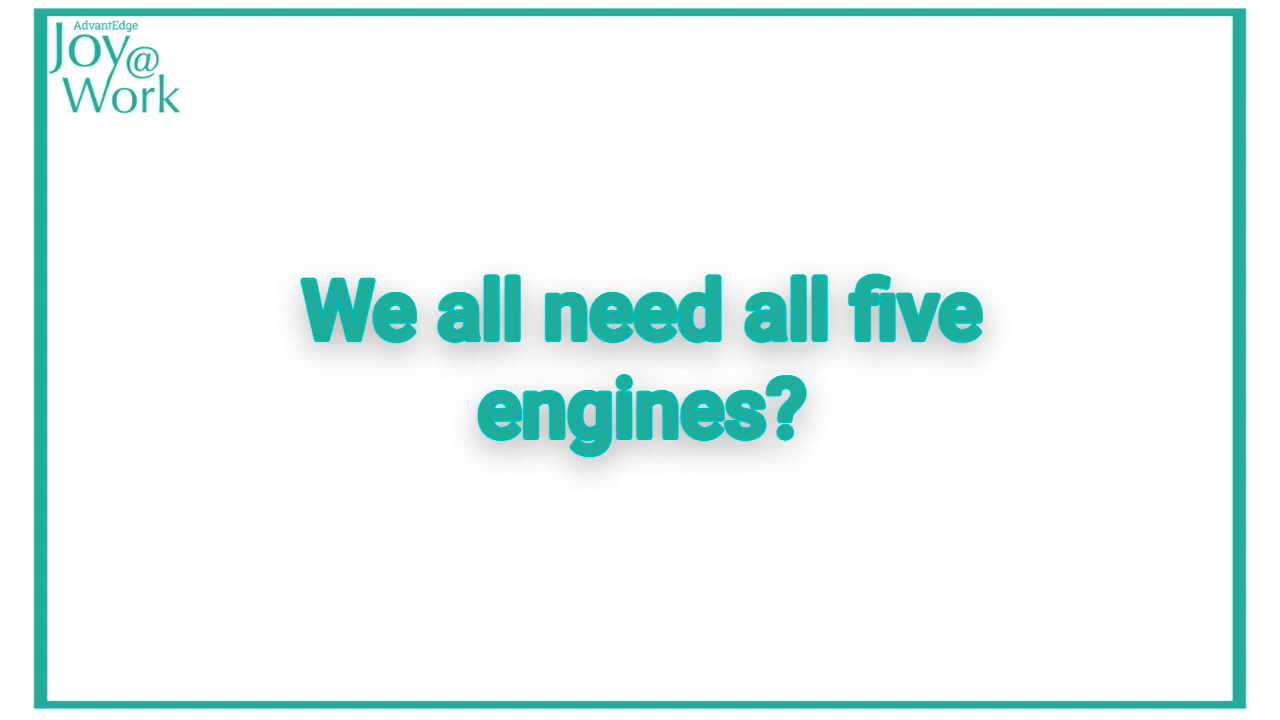 AdvantEdge
Joy@
Work
We all need all five
engines?